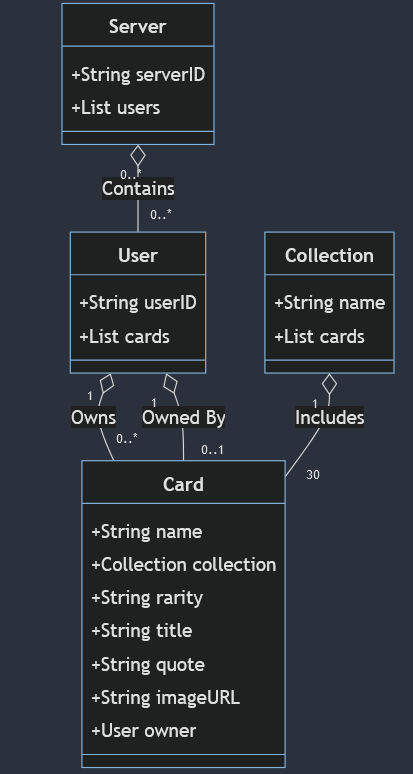 Server
+String serverID
+List users
0..*
Contains
0..*
User
+String userID
+List cards
Collection
+String name
+List cards
1
Owns
0..*
1
Owned By
0..1
1
Includes
30
Card
+String name
+Collection collection
+String rarity
+String title
+String quote
+String imageURL
+User owner